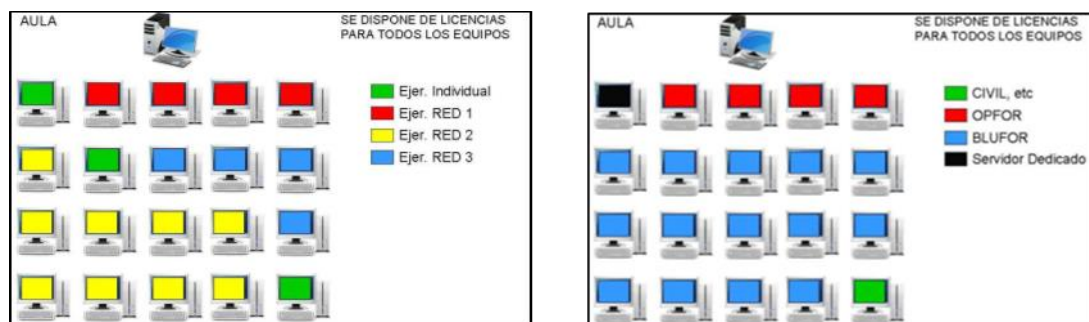 AULA
SE DISPONE DE LICENCIAS
PARA TODOS LOS EQUIPOS
Ejer. Individual
Ejer. RED 1
Ejer. RED 2
Ejer. RED 3
AULA
SE DISPONE DE LICENCIAS
PARA TODOS LOS EQUIPOS
CIVIL, etc
OPFOR
BLUFOR
Servidor Dedicado